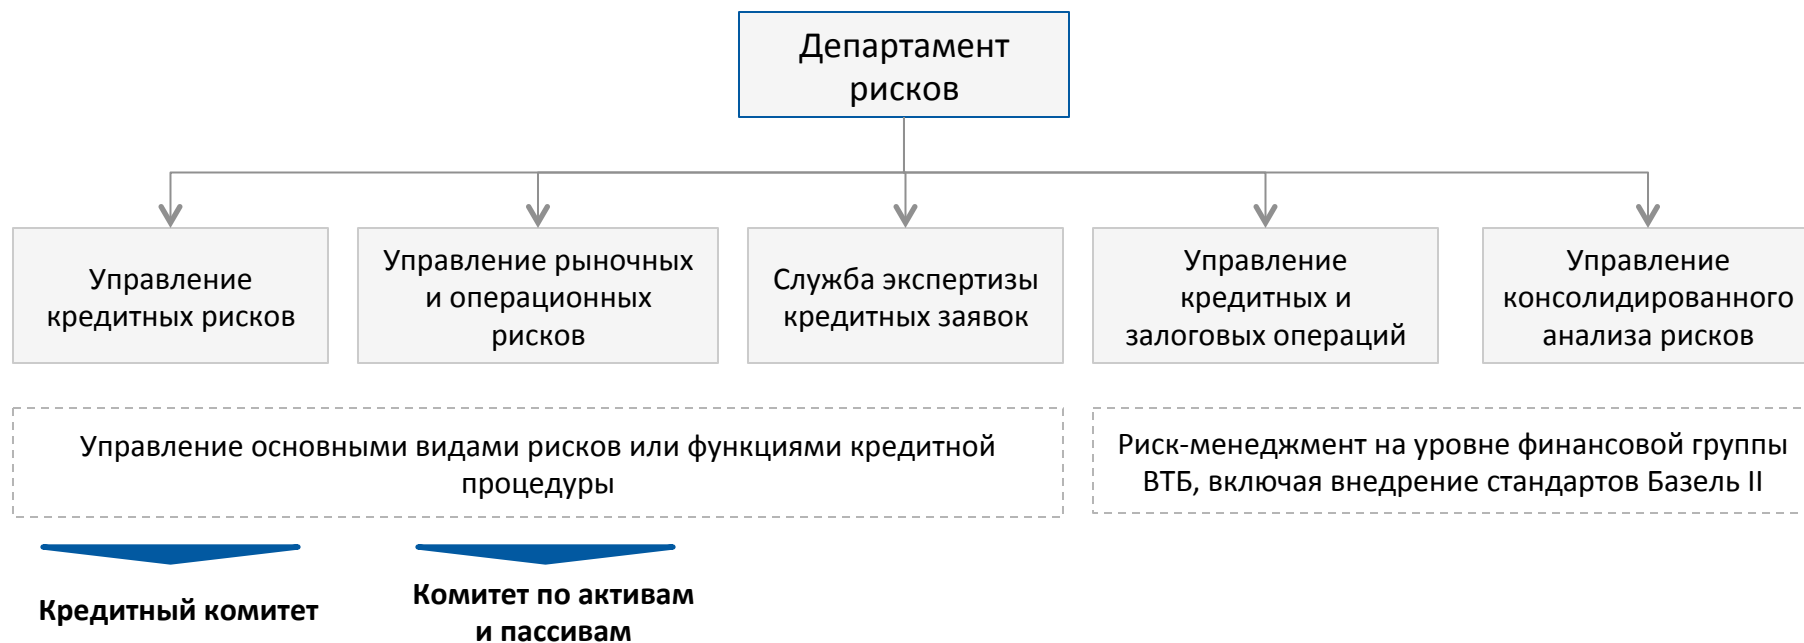 Департамент
рисков
Управление
кредитных рисков
Управление рыночных
и операционных
рисков
Служба экспертизы
кредитных заявок
Управление
кредитных и
залоговых операций
Управление
консолидированного
анализа рисков
Управление основными видами рисков или функциями кредитной
процедуры
Риск-менеджмент на уровне финансовой группы
ВТБ, включая внедрение стандартов Базель II
Кредитный комитет
Комитет по активам
и пассивам